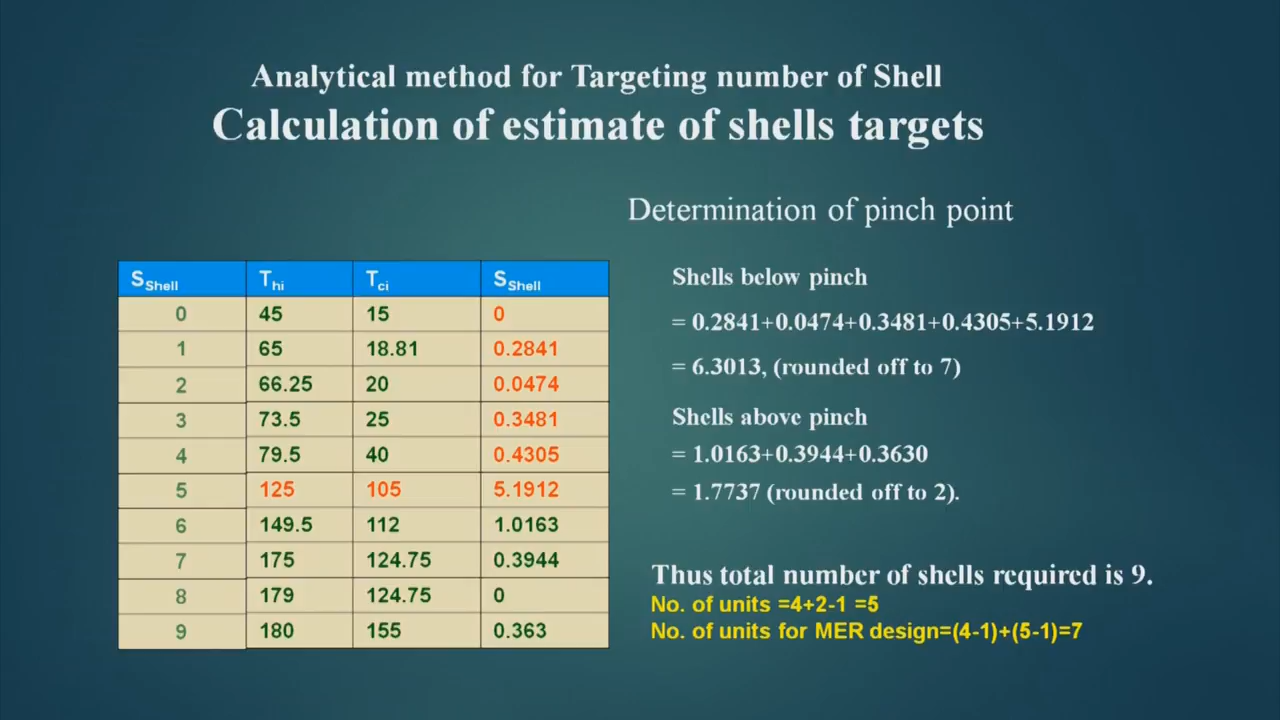 Analytical method for Targeting number of Shell
Calculation of estimate of shells targets
Determination of pinch point
S Shell T hi T ci S Shell
0 45 15 0
1 65 18.81 0.2841
2 66.25 20 0.0474
3 73.5 25 0.3481
4 79.5 40 0.4305
5 125 105 5.1912
6 149.5 112 1.0163
7 175 124.75 0.3944
8 179 124.75 0
9 180 155 0.363
Shells below pinch
= 0.2841+0.0474+0.3481+0.4305+5.1912
= 6.3013, (rounded off to 7)
Shells above pinch
= 1.0163+0.3944+0.3630
= 1.7737 (rounded off to 2).
Thus total number of shells required is 9.
No. of units =4+2-1 =5
No. of units for MER design=(4-1)+(5-1)=7